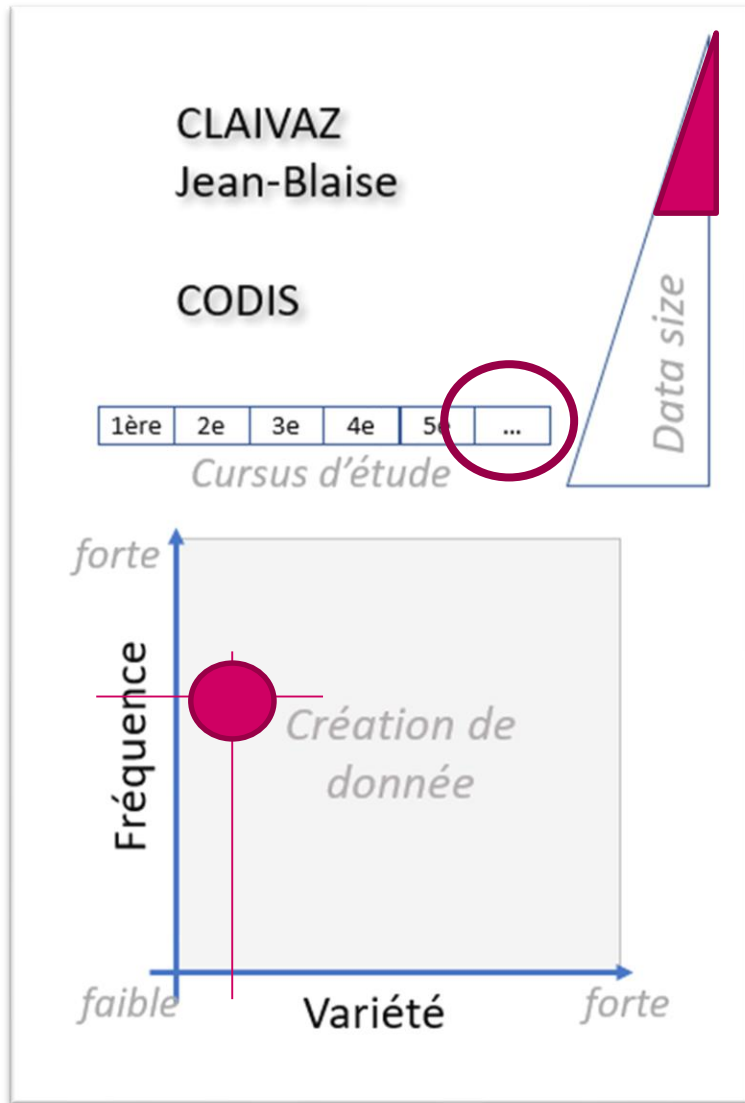 CLAIVAZ
Jean-Blaise
CODIS
Data size
1ère 2e 3e 4e 5e ...
Cursus d'étude
forte
Fréquence
Création de
donnée
faible
Variété
forte